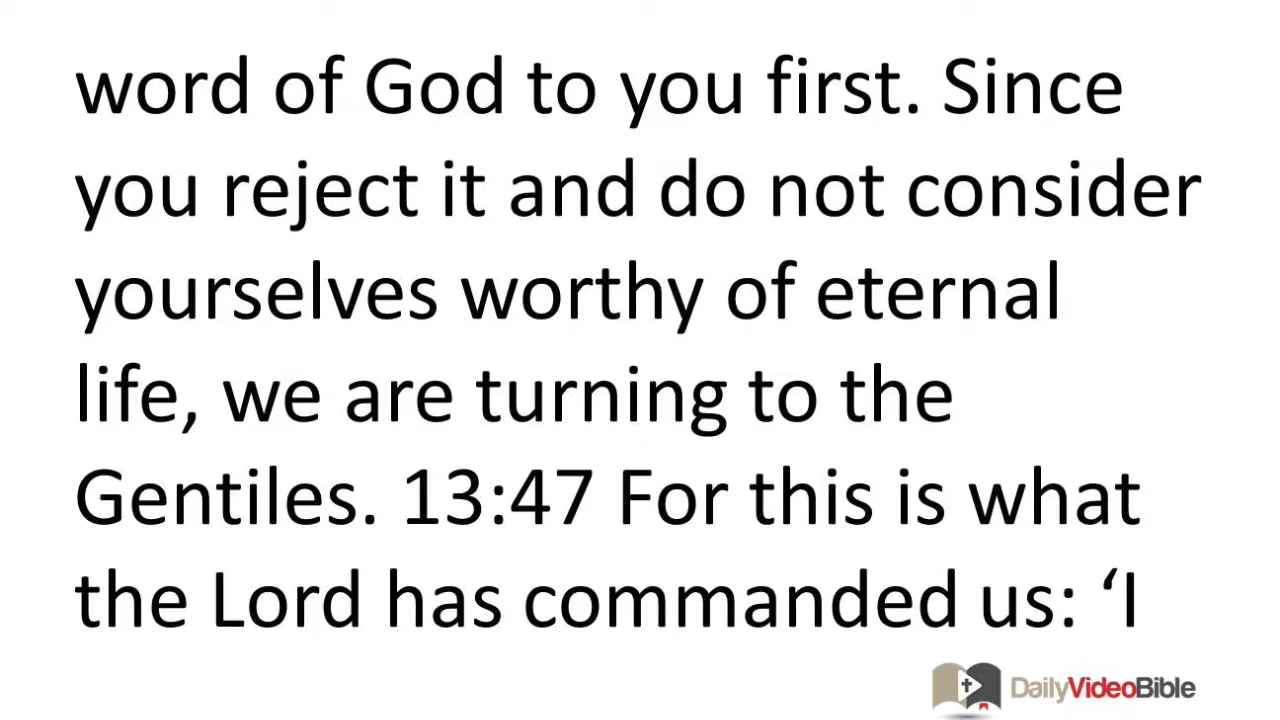 word of God to you first. Since
you reject it and do not consider
yourselves worthy of eternal
life, we are turning to the
Gentiles. 13:47 For this is what
the Lord has commanded us: ‘I
DailyVideoBible